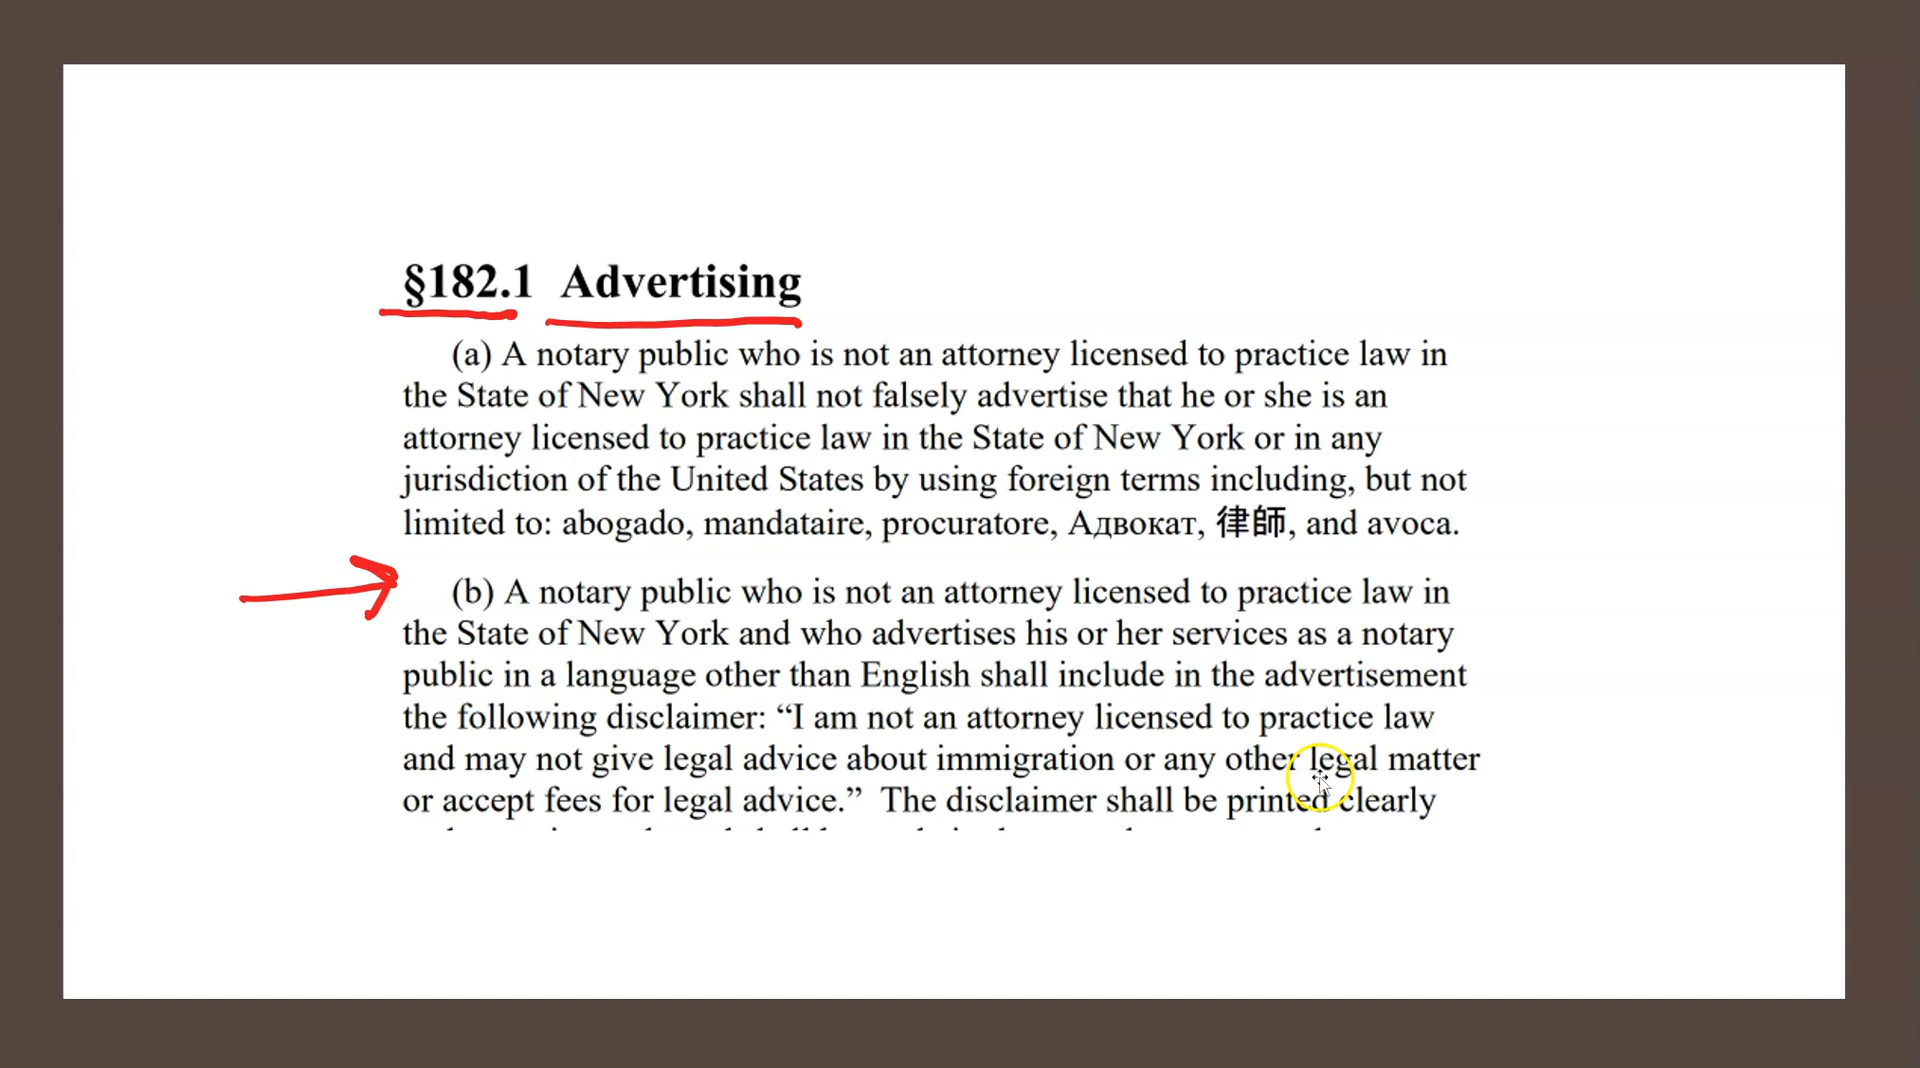 §182.1 Advertising
(a) A notary public who is not an attorney licensed to practice law in
the State of New York shall not falsely advertise that he or she is an
attorney licensed to practice law in the State of New York or in any
jurisdiction of the United States by using foreign terms including, but not
limited to: abogado, mandataire, procuratore, Адвокат, 律師, and avoca.
(b) A notary public who is not an attorney licensed to practice law in
the State of New York and who advertises his or her services as a notary
public in a language other than English shall include in the advertisement
the following disclaimer: “I am not an attorney licensed to practice law
and may not give legal advice about immigration or any other legal matter
or accept fees for legal advice.” The disclaimer shall be printed clearly